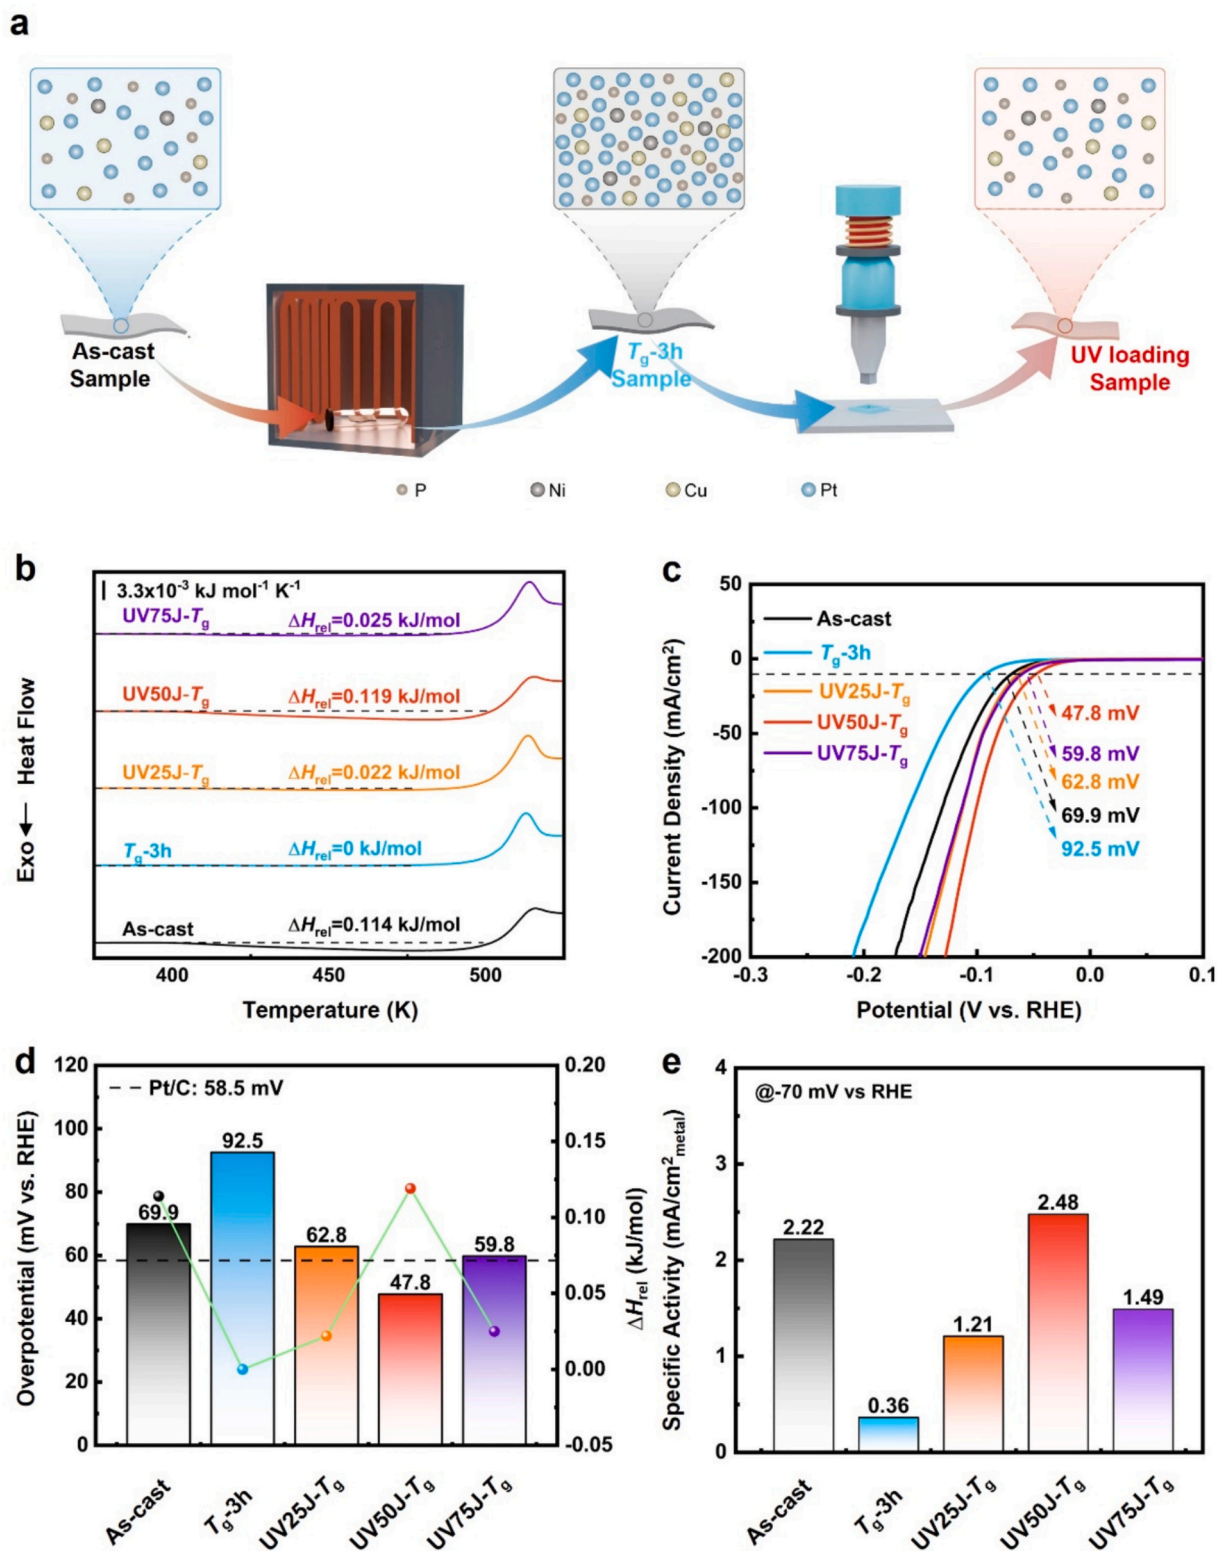 a
As-cast
Sample
Tg-3h
Sample
UV loading
Sample
P
Ni
Cu
Pt
b
3.3x10⁻³ kJ mol⁻¹ K⁻¹
UV75J-Tg
ΔHrel=0.025 kJ/mol
UV50J-Tg
ΔHrel=0.119 kJ/mol
UV25J-Tg
ΔHrel=0.022 kJ/mol
Tg-3h
ΔHrel=0 kJ/mol
As-cast
ΔHrel=0.114 kJ/mol
Exo ← Heat Flow
400
450
500
Temperature (K)
c
50
0
-50
-100
-150
-200
Current Density (mA/cm²)
As-cast
Tg-3h
UV25J-Tg
UV50J-Tg
UV75J-Tg
47.8 mV
59.8 mV
62.8 mV
69.9 mV
92.5 mV
-0.3
-0.2
-0.1
0.0
0.1
Potential (V vs. RHE)
d
120
100
80
60
40
20
0
Overpotential (mV vs. RHE)
Pt/C: 58.5 mV
69.9
92.5
62.8
47.8
59.8
0.20
0.15
0.10
0.05
0.00
-0.05
ΔHrel (kJ/mol)
As-cast
Tg-3h
UV25J-Tg
UV50J-Tg
UV75J-Tg
e
4
3
2
1
0
Specific Activity (mA/cm²metal)
@-70 mV vs RHE
2.22
0.36
1.21
2.48
1.49
As-cast
Tg-3h
UV25J-Tg
UV50J-Tg
UV75J-Tg